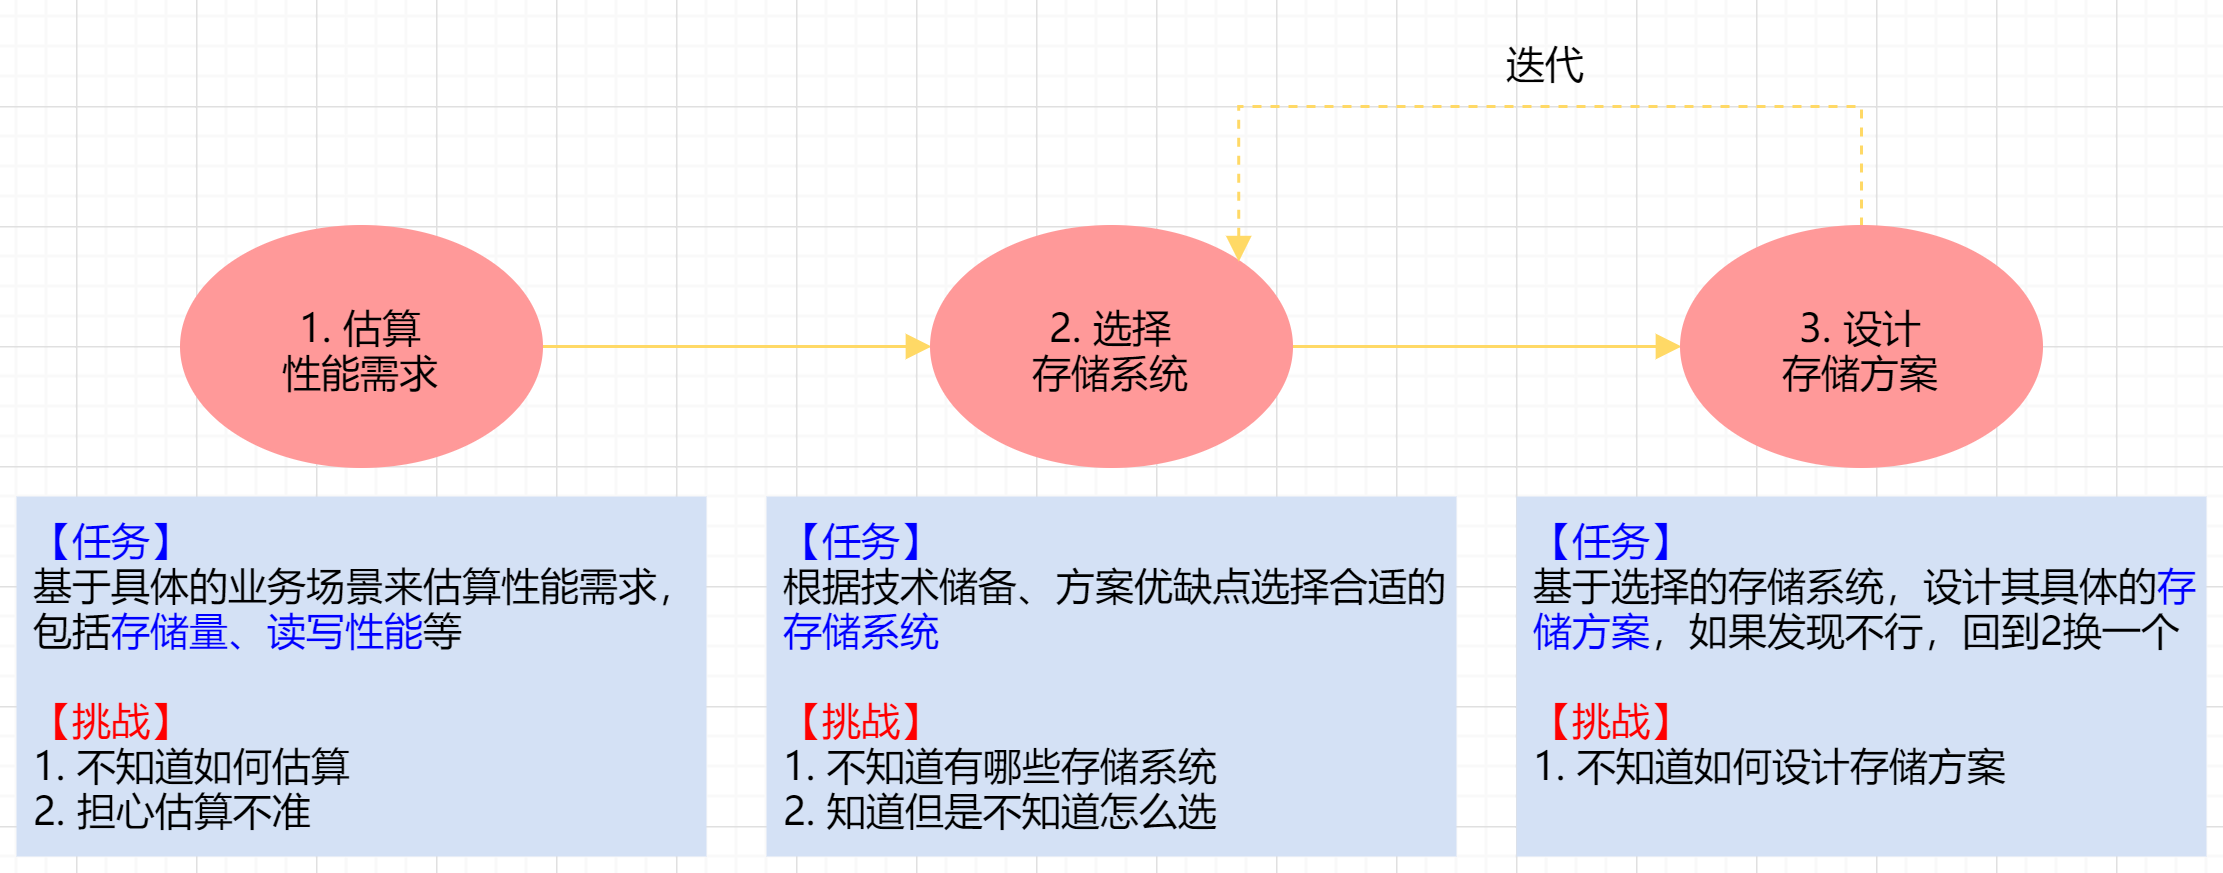 迭代
1. 估算
性能需求
2. 选择
存储系统
3. 设计
存储方案
【任务】
基于具体的业务场景来估算性能需求，
包括存储量、读写性能等
【挑战】
1. 不知道如何估算
2. 担心估算不准
【任务】
根据技术储备、方案优缺点选择合适的
存储系统
【挑战】
1. 不知道有哪些存储系统
2. 知道但是不知道怎么选
【任务】
基于选择的存储系统，设计其具体的存
储方案，如果发现不行，回到2换一个
【挑战】
1. 不知道如何设计存储方案